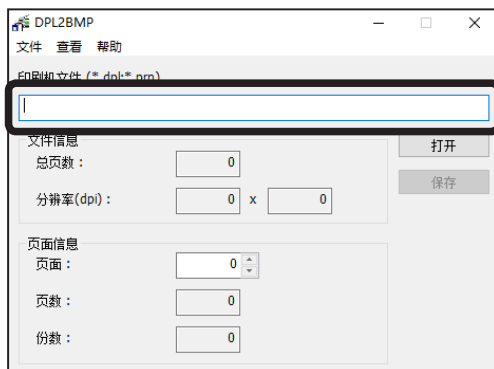 DPL2BMP
文件 查看 帮助
印刷机文件 (*.dpl;*.prn)
文件信息
打开
总页数： 0
保存
分辨率(dpi)： 0 x 0
页面信息
页面： 0
页数： 0
份数： 0